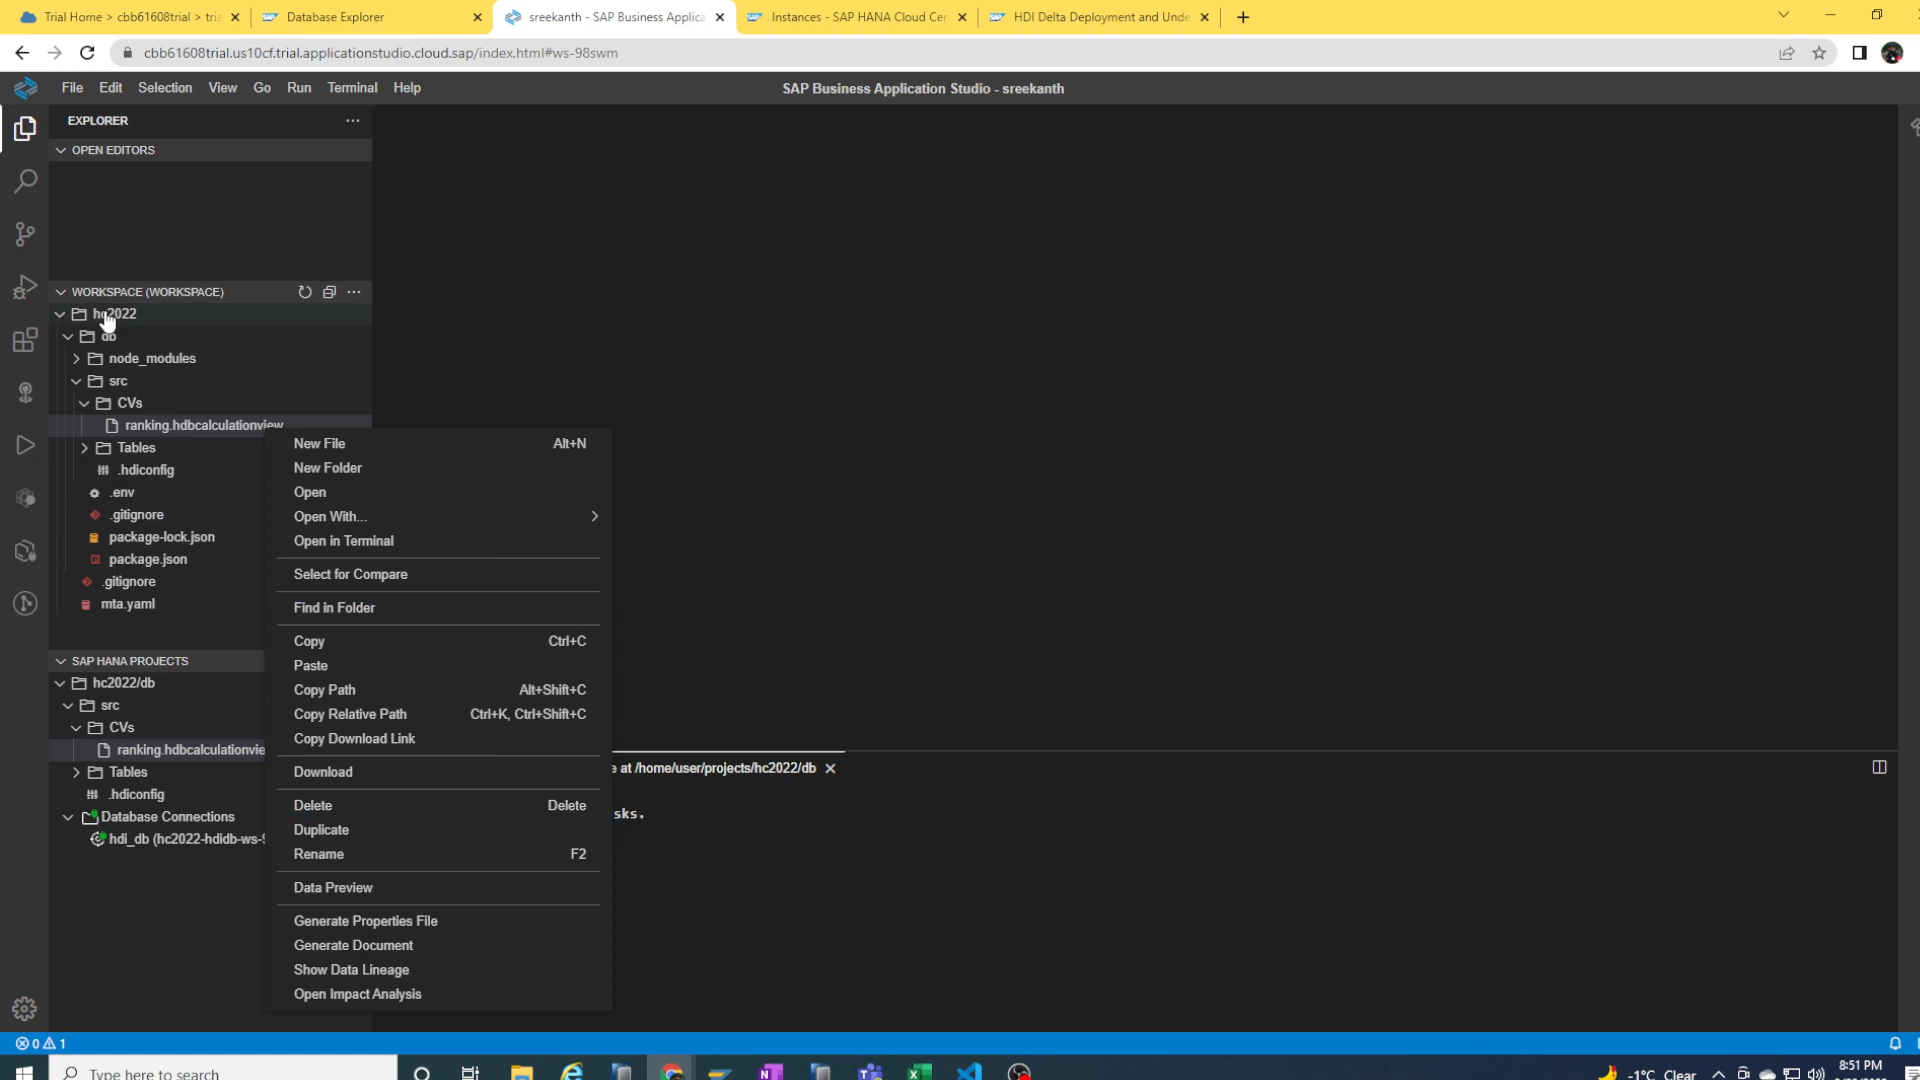 Trial Home > cbb61608trial > tria
Database Explorer
sreekanth - SAP Business Applica
Instances - SAP HANA Cloud Cen
HDI Delta Deployment and Unde
cbb61608trial.us10cf.trial.applicationstudio.cloud.sap/index.html#ws-98swm
File Edit Selection View Go Run Terminal Help
SAP Business Application Studio - sreekanth
EXPLORER
OPEN EDITORS
WORKSPACE (WORKSPACE)
hc2022
db
node_modules
src
CVs
ranking.hdbcalculationview
Tables
.hdiconfig
.env
.gitignore
package-lock.json
package.json
.gitignore
mta.yaml
SAP HANA PROJECTS
hc2022/db
src
CVs
ranking.hdbcalculationvie
Tables
.hdiconfig
Database Connections
hdi_db (hc2022-hdidb-ws-9
New File Alt+N
New Folder
Open
Open With...
Open in Terminal
Select for Compare
Find in Folder
Copy Ctrl+C
Paste
Copy Path Alt+Shift+C
Copy Relative Path Ctrl+K, Ctrl+Shift+C
Copy Download Link
Download
Delete Delete
Duplicate
Rename F2
Data Preview
Generate Properties File
Generate Document
Show Data Lineage
Open Impact Analysis
e at /home/user/projects/hc2022/db
sks.
0 1
Type here to search
-1°C Clear
8:51 PM